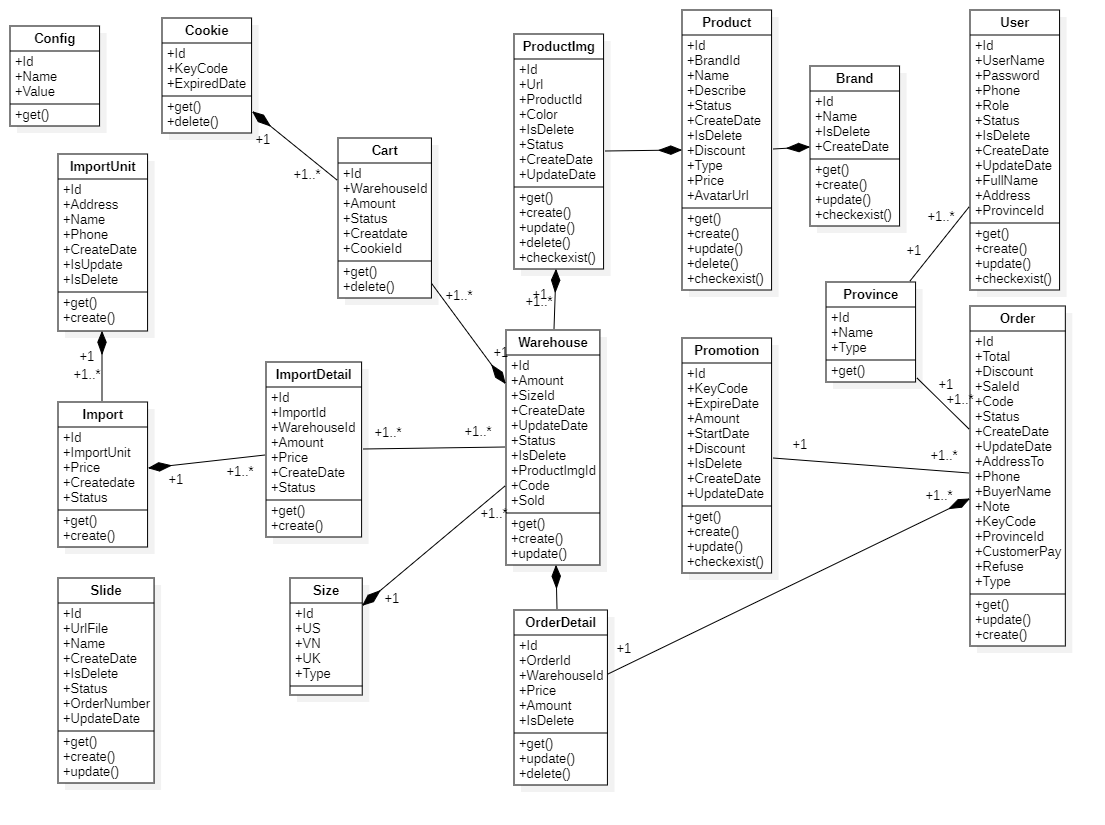 Config
+Id
+Name
+Value
+get()
Cookie
+Id
+KeyCode
+ExpiredDate
+get()
+delete()
+1
+1..*
Cart
+Id
+WarehouseId
+Amount
+Status
+Creatdate
+CookieId
+get()
+delete()
+1..*
+1
ProductImg
+Id
+Url
+ProductId
+Color
+IsDelete
+Status
+CreateDate
+UpdateDate
+get()
+create()
+update()
+delete()
+checkexist()
+1
+1..*
Product
+Id
+BrandId
+Name
+Describe
+Status
+CreateDate
+IsDelete
+Discount
+Type
+Price
+AvatarUrl
+get()
+create()
+update()
+delete()
+checkexist()
Brand
+Id
+Name
+IsDelete
+CreateDate
+get()
+create()
+update()
+checkexist()
User
+Id
+UserName
+Password
+Phone
+Role
+Status
+IsDelete
+CreateDate
+UpdateDate
+FullName
+Address
+ProvinceId
+get()
+create()
+update()
+checkexist()
+1..*
+1
ImportUnit
+Id
+Address
+Name
+Phone
+CreateDate
+IsUpdate
+IsDelete
+get()
+create()
+1
+1..*
Import
+Id
+ImportUnit
+Price
+Createdate
+Status
+get()
+create()
+1
+1..*
ImportDetail
+Id
+ImportId
+WarehouseId
+Amount
+Price
+CreateDate
+Status
+get()
+create()
+1..*
+1..*
Warehouse
+Id
+Amount
+SizeId
+CreateDate
+UpdateDate
+Status
+IsDelete
+ProductImgId
+Code
+Sold
+get()
+create()
+update()
+1..*
+1
Promotion
+Id
+KeyCode
+ExpireDate
+Amount
+StartDate
+Discount
+IsDelete
+CreateDate
+UpdateDate
+get()
+create()
+update()
+checkexist()
+1
+1..*
Province
+Id
+Name
+Type
+get()
+1
+1..*
Order
+Id
+Total
+Discount
+SaleId
+Code
+Status
+CreateDate
+UpdateDate
+AddressTo
+Phone
+BuyerName
+Note
+KeyCode
+ProvinceId
+CustomerPay
+Refuse
+Type
+get()
+update()
+create()
+1..*
+1
Slide
+Id
+UrlFile
+Name
+CreateDate
+IsDelete
+Status
+OrderNumber
+UpdateDate
+get()
+create()
+update()
Size
+Id
+US
+VN
+UK
+Type
OrderDetail
+Id
+OrderId
+WarehouseId
+Price
+Amount
+IsDelete
+get()
+update()
+delete()